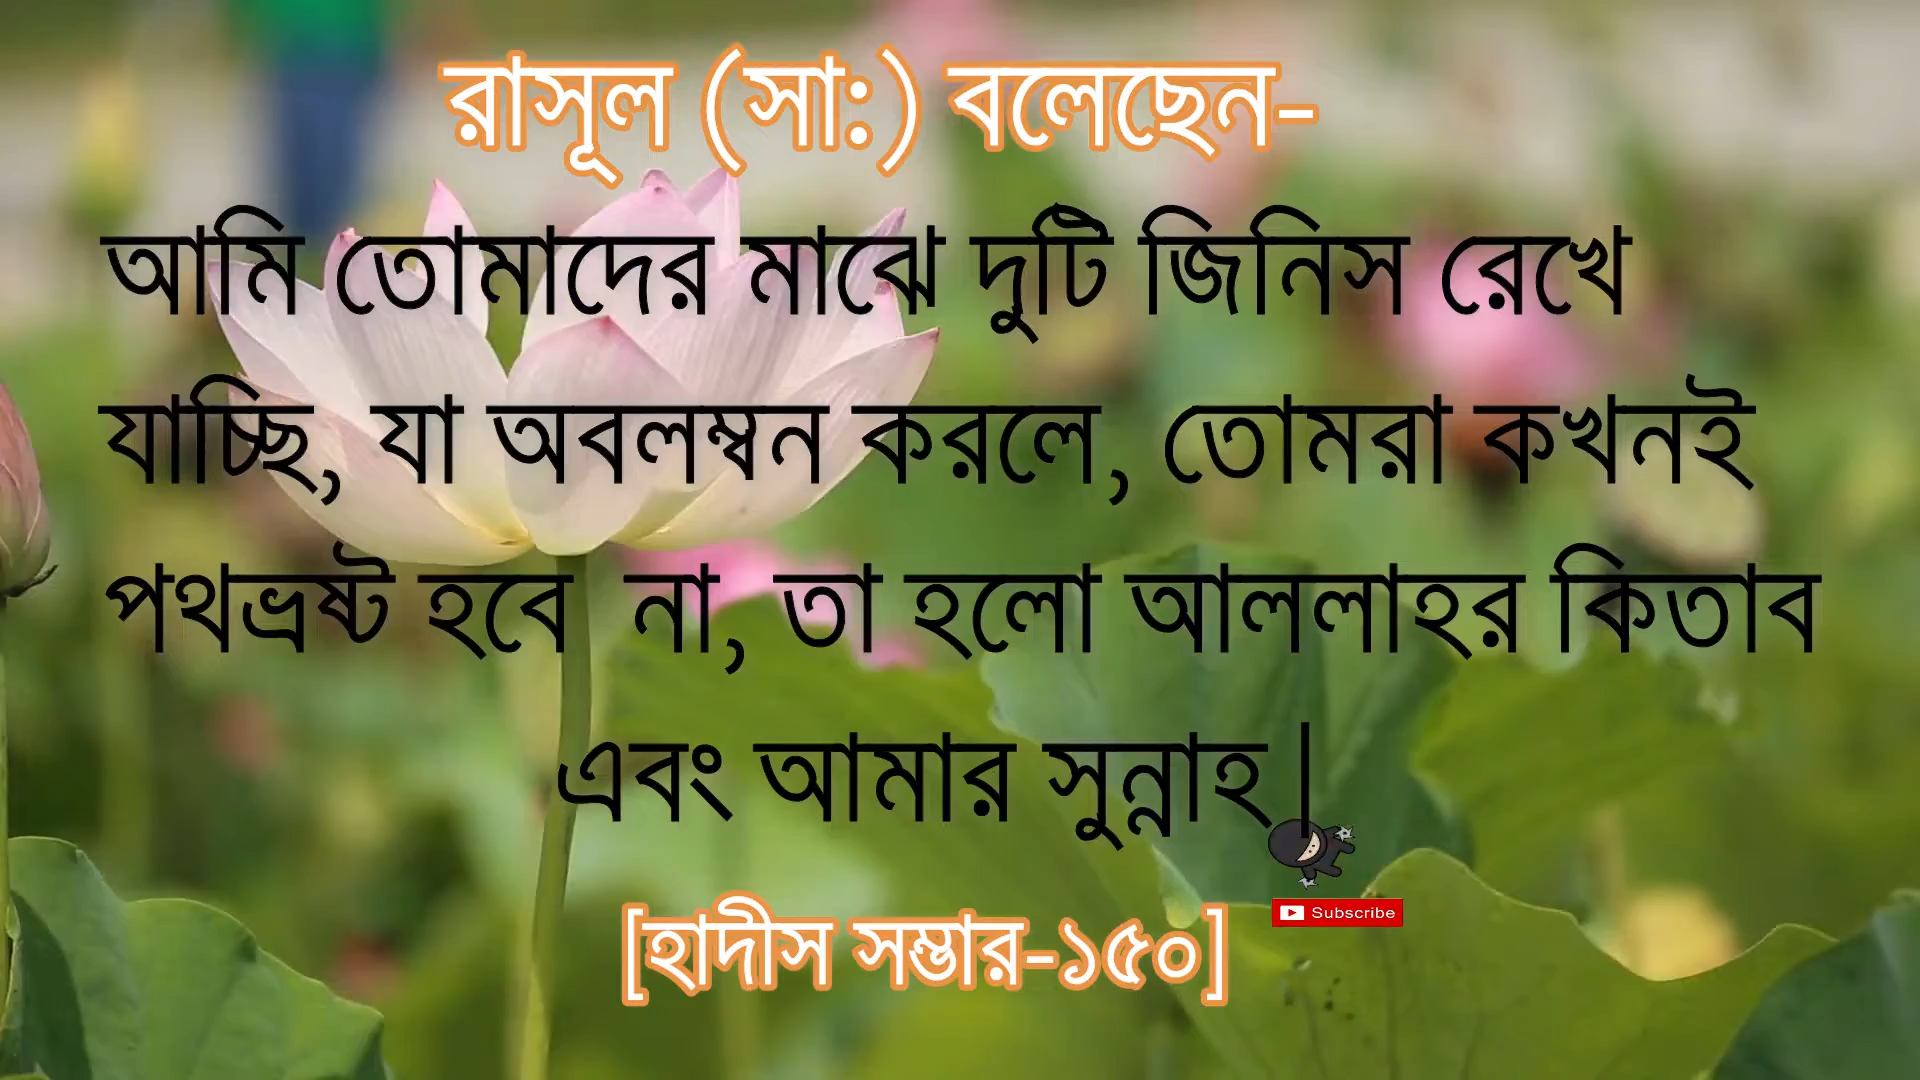 রাসূল (সা:) বলেছেন-
আমি তোমাদের মাঝে দুটি জিনিস রেখে
যাচ্ছি, যা অবলম্বন করলে, তোমরা কখনই
পথভ্রষ্ট হবে না, তা হলো আললাহর কিতাব
এবং আমার সুন্নাহ|
Subscribe
[হাদীস সম্ভার-১৫০]